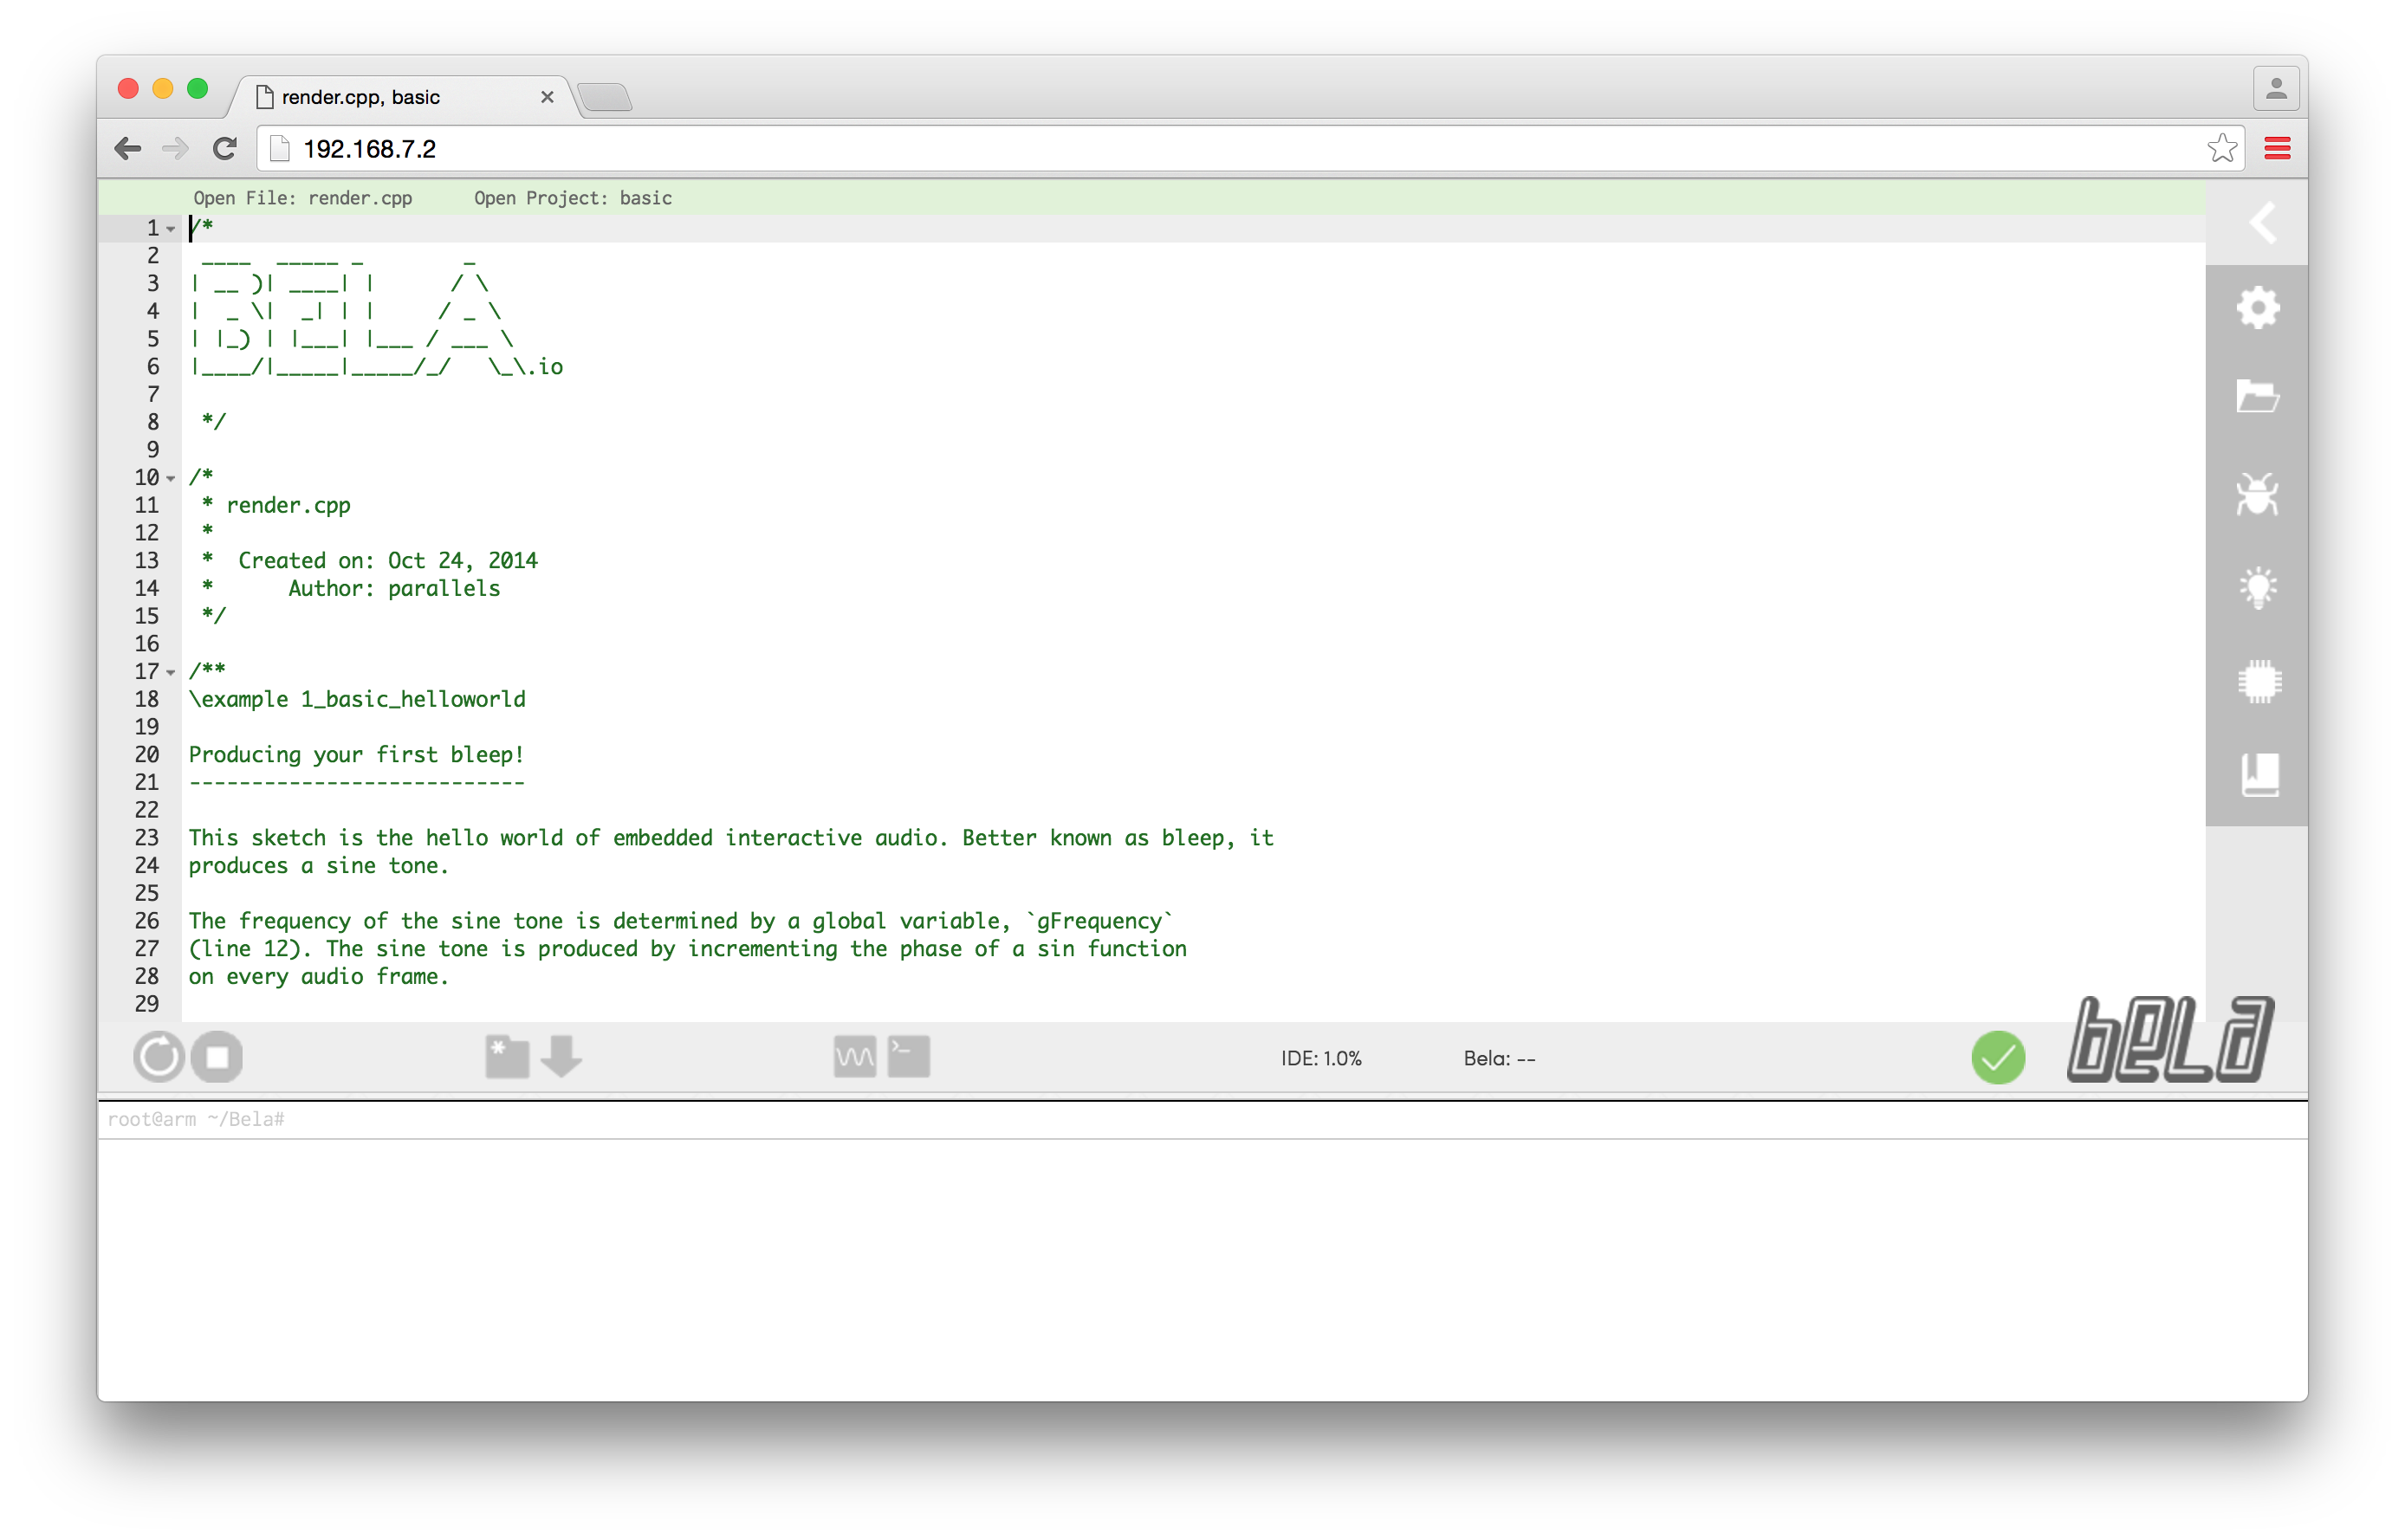 render.cpp, basic
192.168.7.2
Open File: render.cpp Open Project: basic
1 /*
2  ____  _____ _        _
3 | __ )| ____| |      / \
4 |  _ \|  _| | |     / _ \
5 | |_) | |___| |___ / ___ \
6 |____/|_____|_____/_/   \_\.io
7
8  */
9
10 /*
11  * render.cpp
12  *
13  *  Created on: Oct 24, 2014
14  *      Author: parallels
15  */
16
17 /**
18 \example 1_basic_helloworld
19
20 Producing your first bleep!
21 ---------------------------
22
23 This sketch is the hello world of embedded interactive audio. Better known as bleep, it
24 produces a sine tone.
25
26 The frequency of the sine tone is determined by a global variable, `gFrequency`
27 (line 12). The sine tone is produced by incrementing the phase of a sin function
28 on every audio frame.
29
IDE: 1.0% Bela: -- bela
root@arm ~/Bela#